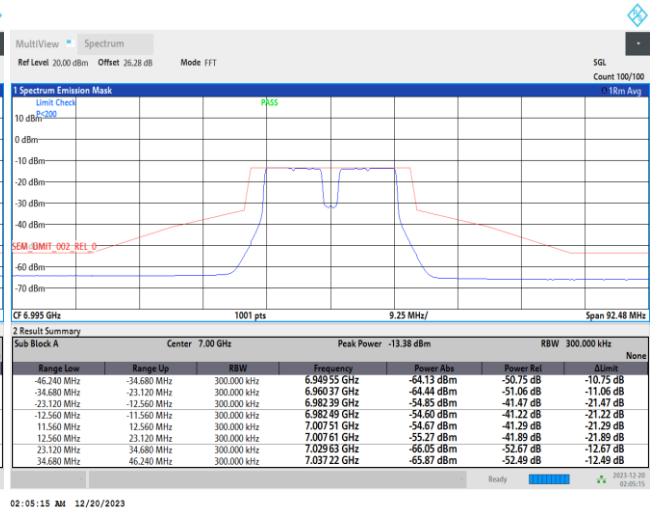 MultiView Spectrum
Ref Level 20.00 dBm Offset 26.28 dB Mode FFT SGL
Count 100/100
1 Spectrum Emission Mask 1Rm Avg
Limit Check PASS
P<200
10 dBm
0 dBm
-10 dBm
-20 dBm
-30 dBm
-40 dBm
SEM_LIMIT_002_REL_0
-60 dBm
-70 dBm
CF 6.995 GHz 1001 pts 9.25 MHz/ Span 92.48 MHz
2 Result Summary
Sub Block A Center 7.00 GHz Peak Power -13.38 dBm RBW 300.000 kHz
None
Range Low Range Up RBW Frequency Power Abs Power Rel ΔLimit
-46.240 MHz -34.680 MHz 300.000 kHz 6.949 55 GHz -64.13 dBm -50.75 dB -10.75 dB
-34.680 MHz -23.120 MHz 300.000 kHz 6.960 37 GHz -64.44 dBm -51.06 dB -11.06 dB
-23.120 MHz -12.560 MHz 300.000 kHz 6.982 39 GHz -54.85 dBm -41.47 dB -21.47 dB
-12.560 MHz -11.560 MHz 300.000 kHz 6.982 49 GHz -54.60 dBm -41.22 dB -21.22 dB
11.560 MHz 12.560 MHz 300.000 kHz 7.007 51 GHz -54.67 dBm -41.29 dB -21.29 dB
12.560 MHz 23.120 MHz 300.000 kHz 7.007 61 GHz -55.27 dBm -41.89 dB -21.89 dB
23.120 MHz 34.680 MHz 300.000 kHz 7.029 63 GHz -66.05 dBm -52.67 dB -12.67 dB
34.680 MHz 46.240 MHz 300.000 kHz 7.037 22 GHz -65.87 dBm -52.49 dB -12.49 dB
Ready 2023-12-20
02:05:15
02:05:15 AM 12/20/2023